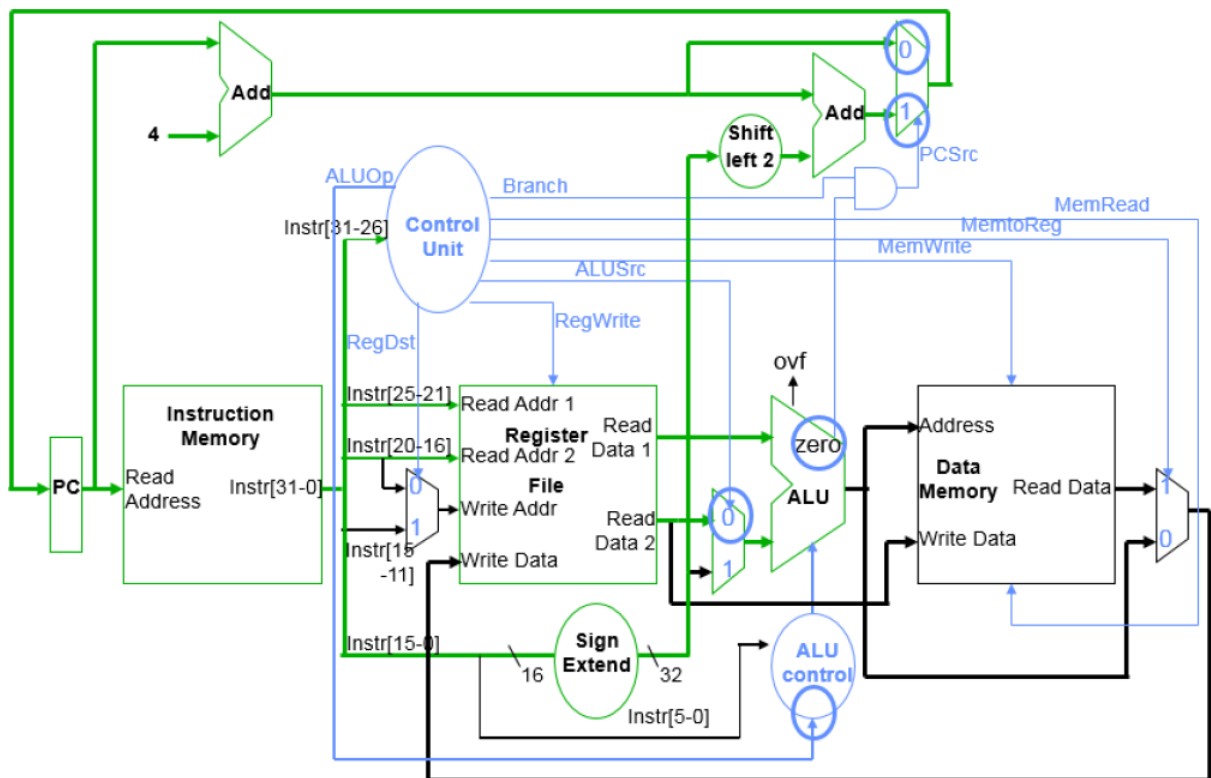 Add
4
0
1
Add
Shift
left 2
PCSrc
ALUOp
Branch
MemRead
MemtoReg
MemWrite
Instr[31-26]
Control
Unit
ALUSrc
RegWrite
RegDst
ovf
Instruction
Memory
Read
Address
Instr[31-0]
PC
Instr[25-21]
Read Addr 1
Register
Read
Data 1
Instr[20-16]
Read Addr 2
File
0
1
Write Addr
Instr[15
-11]
Read
Data 2
Write Data
0
1
zero
ALU
Address
Data
Memory
Read Data
Write Data
1
0
Instr[15-0]
Sign
Extend
16
32
ALU
control
Instr[5-0]